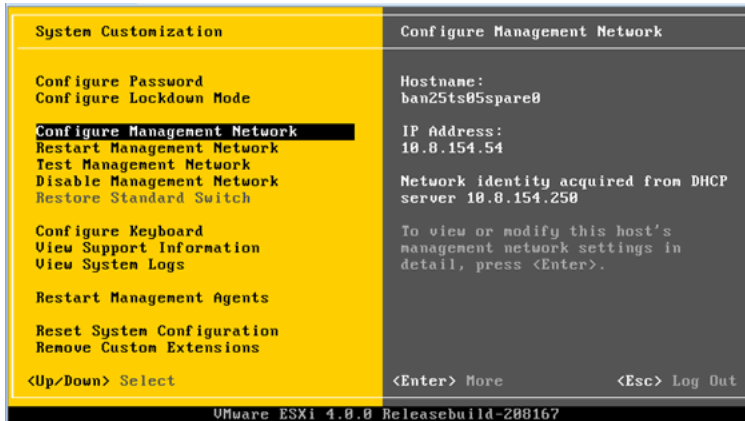 System Customization
Configure Password
Configure Lockdown Mode
Configure Management Network
Restart Management Network
Test Management Network
Disable Management Network
Restore Standard Switch
Configure Keyboard
View Support Information
View System Logs
Restart Management Agents
Reset System Configuration
Remove Custom Extensions
<Up/Down> Select
Configure Management Network
Hostname:
ban25ts05spare0
IP Address:
10.8.154.54
Network identity acquired from DHCP
server 10.8.154.250
To view or modify this host's
management network settings in
detail, press <Enter>.
<Enter> More
<Esc> Log Out
VMware ESXi 4.0.0 Releasebuild-208167